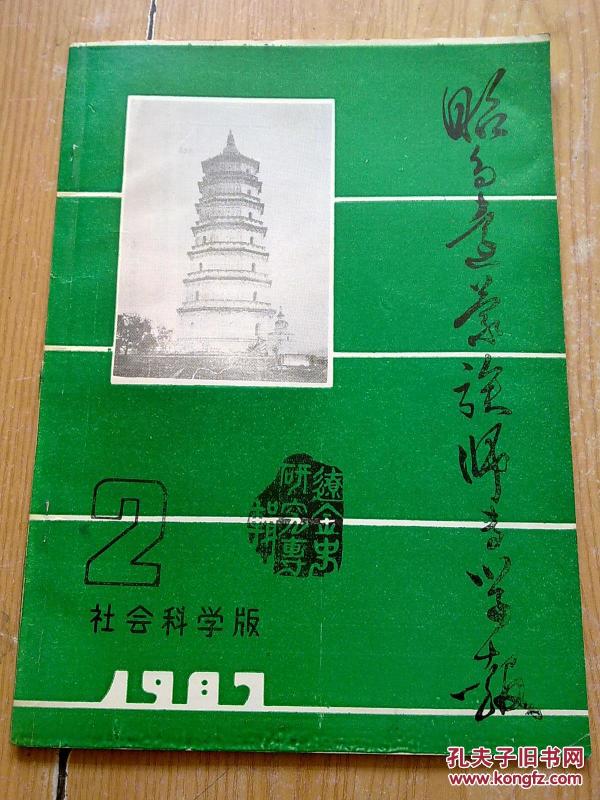 昭乌达蒙族师专学报
遼金史
研究專
輯
2
社会科学版
1987
孔夫子旧书网
www.kongfz.com